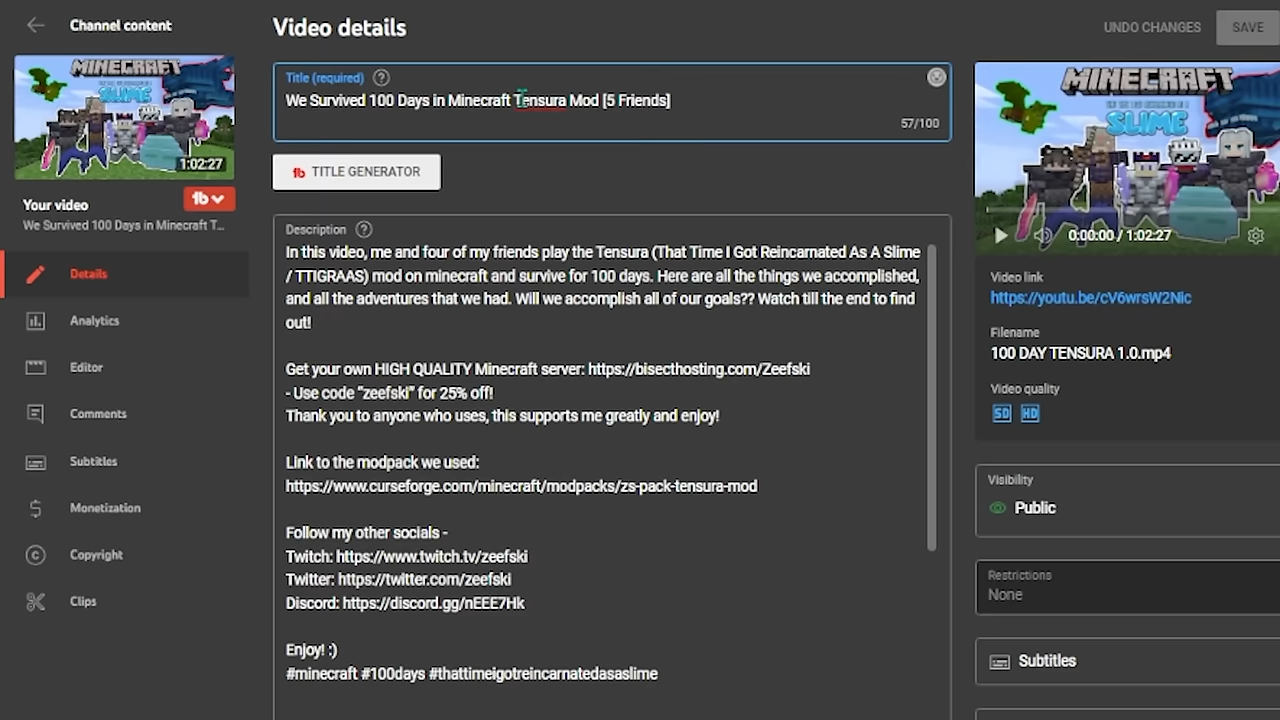 Channel content
Video details
UNDO CHANGES
SAVE
MINECRAFT
SLIME
1:02:27
Your video
We Survived 100 Days in Minecraft T...
Details
Analytics
Editor
Comments
Subtitles
Monetization
Copyright
Clips
Title (required)
We Survived 100 Days in Minecraft Tensura Mod [5 Friends]
57/100
TITLE GENERATOR
Description
In this video, me and four of my friends play the Tensura (That Time I Got Reincarnated As A Slime
/ TTIGRAAS) mod on minecraft and survive for 100 days. Here are all the things we accomplished,
and all the adventures that we had. Will we accomplish all of our goals?? Watch till the end to find
out!
Get your own HIGH QUALITY Minecraft server: https://bisecthosting.com/Zeefski
- Use code "zeefski" for 25% off!
Thank you to anyone who uses, this supports me greatly and enjoy!
Link to the modpack we used:
https://www.curseforge.com/minecraft/modpacks/zs-pack-tensura-mod
Follow my other socials -
Twitch: https://www.twitch.tv/zeefski
Twitter: https://twitter.com/zeefski
Discord: https://discord.gg/nEEE7Hk
Enjoy! :)
#minecraft #100days #thattimeigotreincarnatedasaslime
MINECRAFT
SLIME
0:00:00 / 1:02:27
Video link
https://youtu.be/cV6wrsW2Nic
Filename
100 DAY TENSURA 1.0.mp4
Video quality
SD HD
Visibility
Public
Restrictions
None
Subtitles